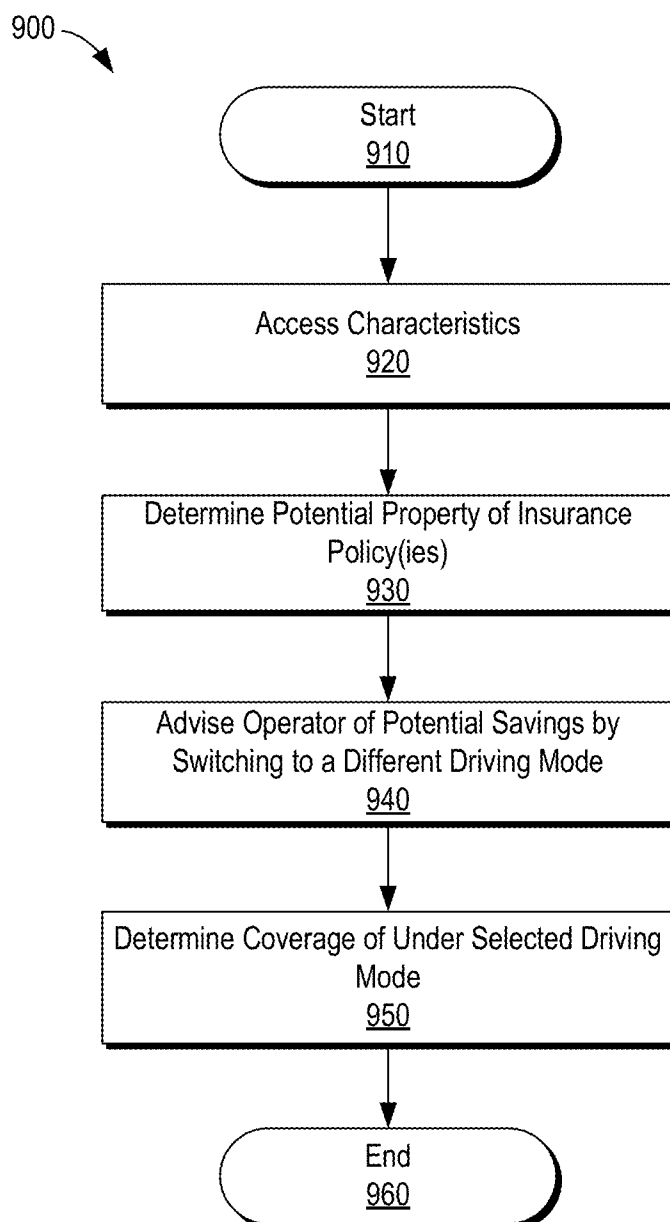 900
Start
910
Access Characteristics
920
Determine Potential Property of Insurance
Policy(ies)
930
Advise Operator of Potential Savings by
Switching to a Different Driving Mode
940
Determine Coverage of Under Selected Driving
Mode
950
End
960